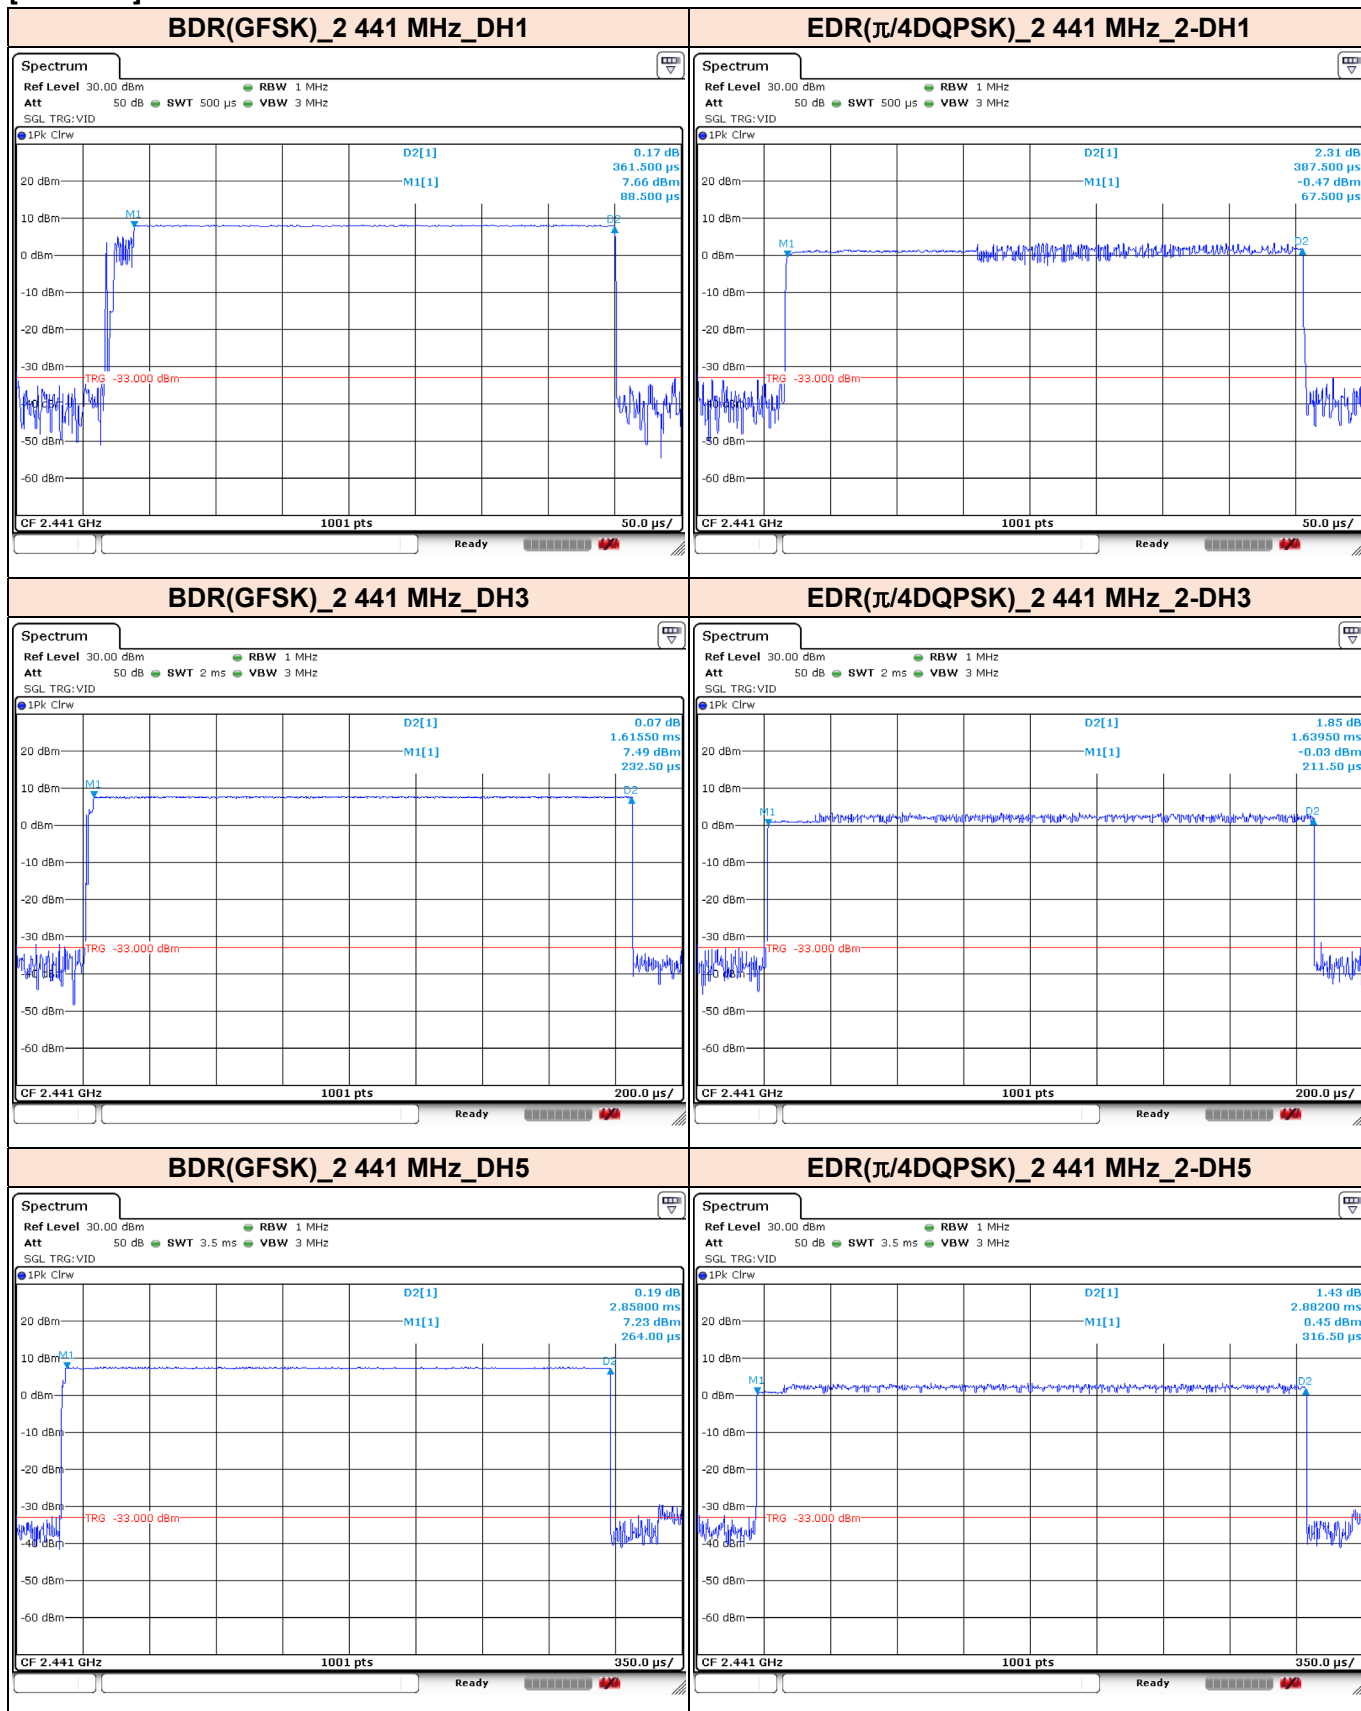 BDR(GFSK)_2 441 MHz_DH1
Spectrum
Ref Level 30.00 dBm RBW 1 MHz
Att 50 dB SWT 500 µs VBW 3 MHz
SGL TRG:VID
1Pk Clrw
D2[1] 0.17 dB
361.500 µs
M1[1] 7.66 dBm
88.500 µs
20 dBm
10 dBm
M1
D2
0 dBm
-10 dBm
-20 dBm
-30 dBm
TRG -33.000 dBm
-40 dBm
-50 dBm
-60 dBm
CF 2.441 GHz 1001 pts 50.0 µs/
Ready
EDR(π/4DQPSK)_2 441 MHz_2-DH1
Spectrum
Ref Level 30.00 dBm RBW 1 MHz
Att 50 dB SWT 500 µs VBW 3 MHz
SGL TRG:VID
1Pk Clrw
D2[1] 2.31 dB
387.500 µs
M1[1] -0.47 dBm
67.500 µs
20 dBm
10 dBm
M1
D2
0 dBm
-10 dBm
-20 dBm
-30 dBm
TRG -33.000 dBm
-40 dBm
-50 dBm
-60 dBm
CF 2.441 GHz 1001 pts 50.0 µs/
Ready
BDR(GFSK)_2 441 MHz_DH3
Spectrum
Ref Level 30.00 dBm RBW 1 MHz
Att 50 dB SWT 2 ms VBW 3 MHz
SGL TRG:VID
1Pk Clrw
D2[1] 0.07 dB
1.61550 ms
M1[1] 7.49 dBm
232.50 µs
20 dBm
10 dBm
M1
D2
0 dBm
-10 dBm
-20 dBm
-30 dBm
TRG -33.000 dBm
-40 dBm
-50 dBm
-60 dBm
CF 2.441 GHz 1001 pts 200.0 µs/
Ready
EDR(π/4DQPSK)_2 441 MHz_2-DH3
Spectrum
Ref Level 30.00 dBm RBW 1 MHz
Att 50 dB SWT 2 ms VBW 3 MHz
SGL TRG:VID
1Pk Clrw
D2[1] 1.85 dB
1.63950 ms
M1[1] -0.03 dBm
211.50 µs
20 dBm
10 dBm
M1
D2
0 dBm
-10 dBm
-20 dBm
-30 dBm
TRG -33.000 dBm
-40 dBm
-50 dBm
-60 dBm
CF 2.441 GHz 1001 pts 200.0 µs/
Ready
BDR(GFSK)_2 441 MHz_DH5
Spectrum
Ref Level 30.00 dBm RBW 1 MHz
Att 50 dB SWT 3.5 ms VBW 3 MHz
SGL TRG:VID
1Pk Clrw
D2[1] 0.19 dB
2.85800 ms
M1[1] 7.23 dBm
264.00 µs
20 dBm
10 dBm
M1
D2
0 dBm
-10 dBm
-20 dBm
-30 dBm
TRG -33.000 dBm
-40 dBm
-50 dBm
-60 dBm
CF 2.441 GHz 1001 pts 350.0 µs/
Ready
EDR(π/4DQPSK)_2 441 MHz_2-DH5
Spectrum
Ref Level 30.00 dBm RBW 1 MHz
Att 50 dB SWT 3.5 ms VBW 3 MHz
SGL TRG:VID
1Pk Clrw
D2[1] 1.43 dB
2.88200 ms
M1[1] 0.45 dBm
316.50 µs
20 dBm
10 dBm
M1
D2
0 dBm
-10 dBm
-20 dBm
-30 dBm
TRG -33.000 dBm
-40 dBm
-50 dBm
-60 dBm
CF 2.441 GHz 1001 pts 350.0 µs/
Ready